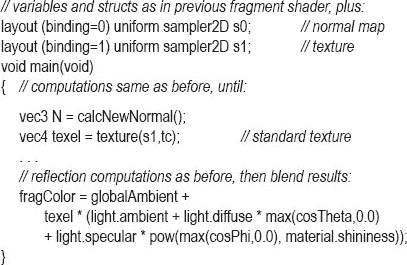 // variables and structs as in previous fragment shader, plus:
layout (binding=0) uniform sampler2D s0; // normal map
layout (binding=1) uniform sampler2D s1; // texture
void main(void)
{ // computations same as before, until:
vec3 N = calcNewNormal();
vec4 texel = texture(s1,tc); // standard texture
. . .
// reflection computations as before, then blend results:
fragColor = globalAmbient +
texel * (light.ambient + light.diffuse * max(cosTheta,0.0)
+ light.specular * pow(max(cosPhi,0.0), material.shininess));
}